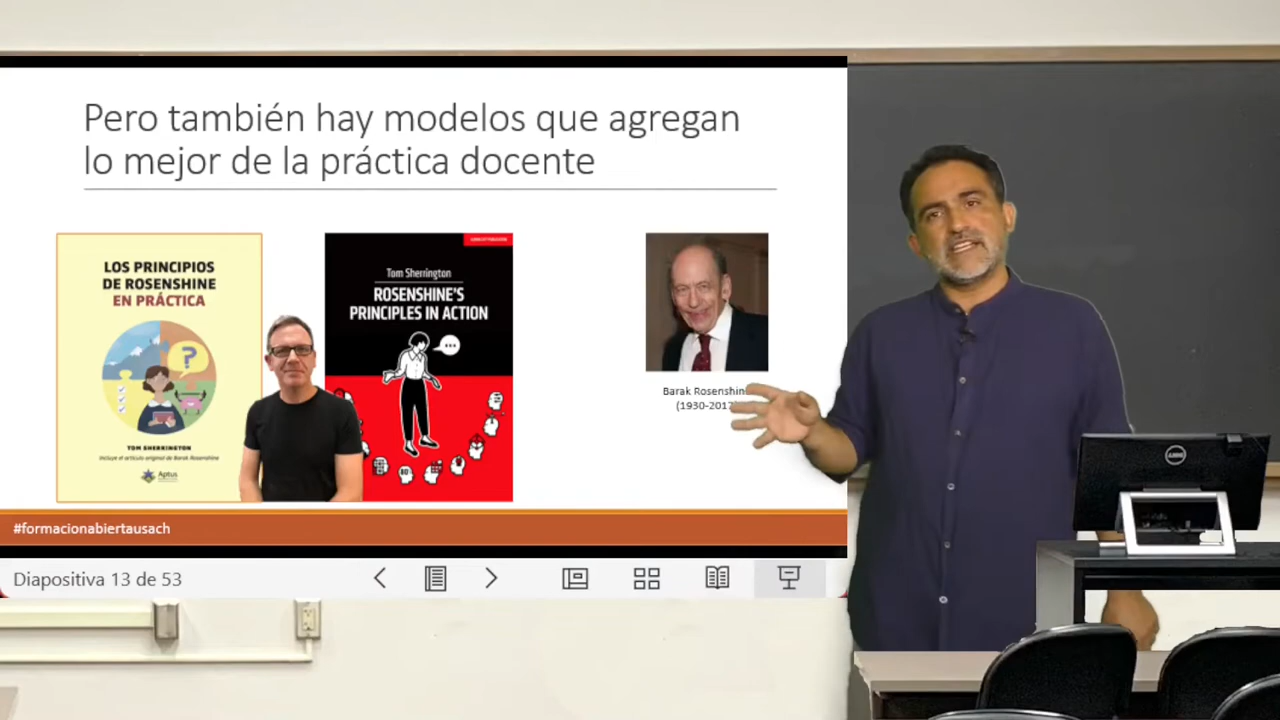 Pero también hay modelos que agregan
lo mejor de la práctica docente
LOS PRINCIPIOS
DE ROSENSHINE
EN PRÁCTICA
TOM SHERRINGTON
Incluye el artículo original de Barak Rosenshine
Aptus
Tom Sherrington
ROSENSHINE'S
PRINCIPLES IN ACTION
Barak Rosenshin
(1930-2017
#formacionabiertausach
Diapositiva 13 de 53
DELL